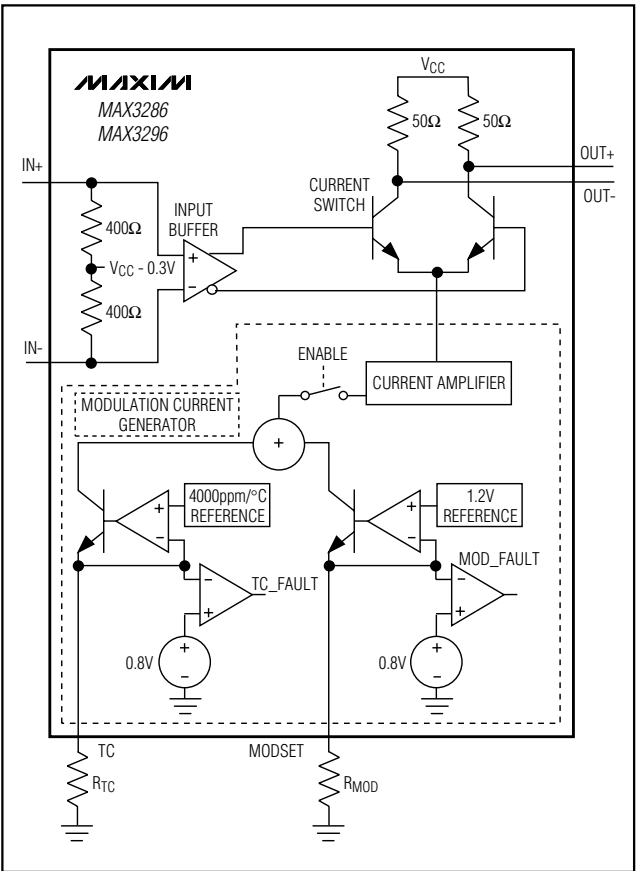 MAXIM
MAX3286
MAX3296
VCC
50Ω
50Ω
IN+
OUT+
OUT-
CURRENT
SWITCH
INPUT
BUFFER
400Ω
+
VCC - 0.3V
-
400Ω
IN-
ENABLE
CURRENT AMPLIFIER
MODULATION CURRENT
GENERATOR
+
4000ppm/°C
REFERENCE
+
-
1.2V
REFERENCE
+
-
TC_FAULT
-
+
MOD_FAULT
-
+
0.8V
+
-
0.8V
+
-
TC
MODSET
RTC
RMOD